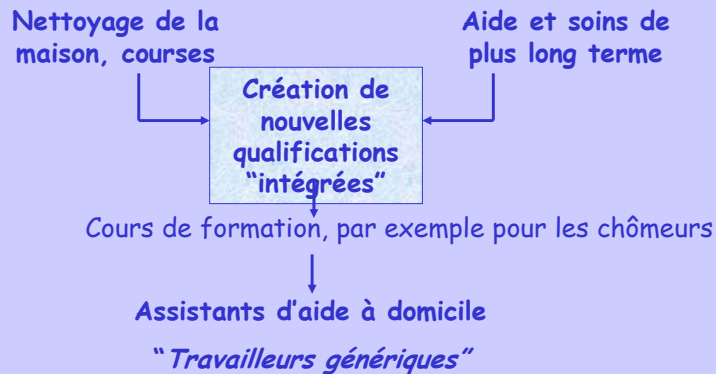 Nettoyage de la
maison, courses
Aide et soins de
plus long terme
Création de
nouvelles
qualifications
“intégrées”
Cours de formation, par exemple pour les chômeurs
Assistants d’aide à domicile
“Travailleurs génériques”